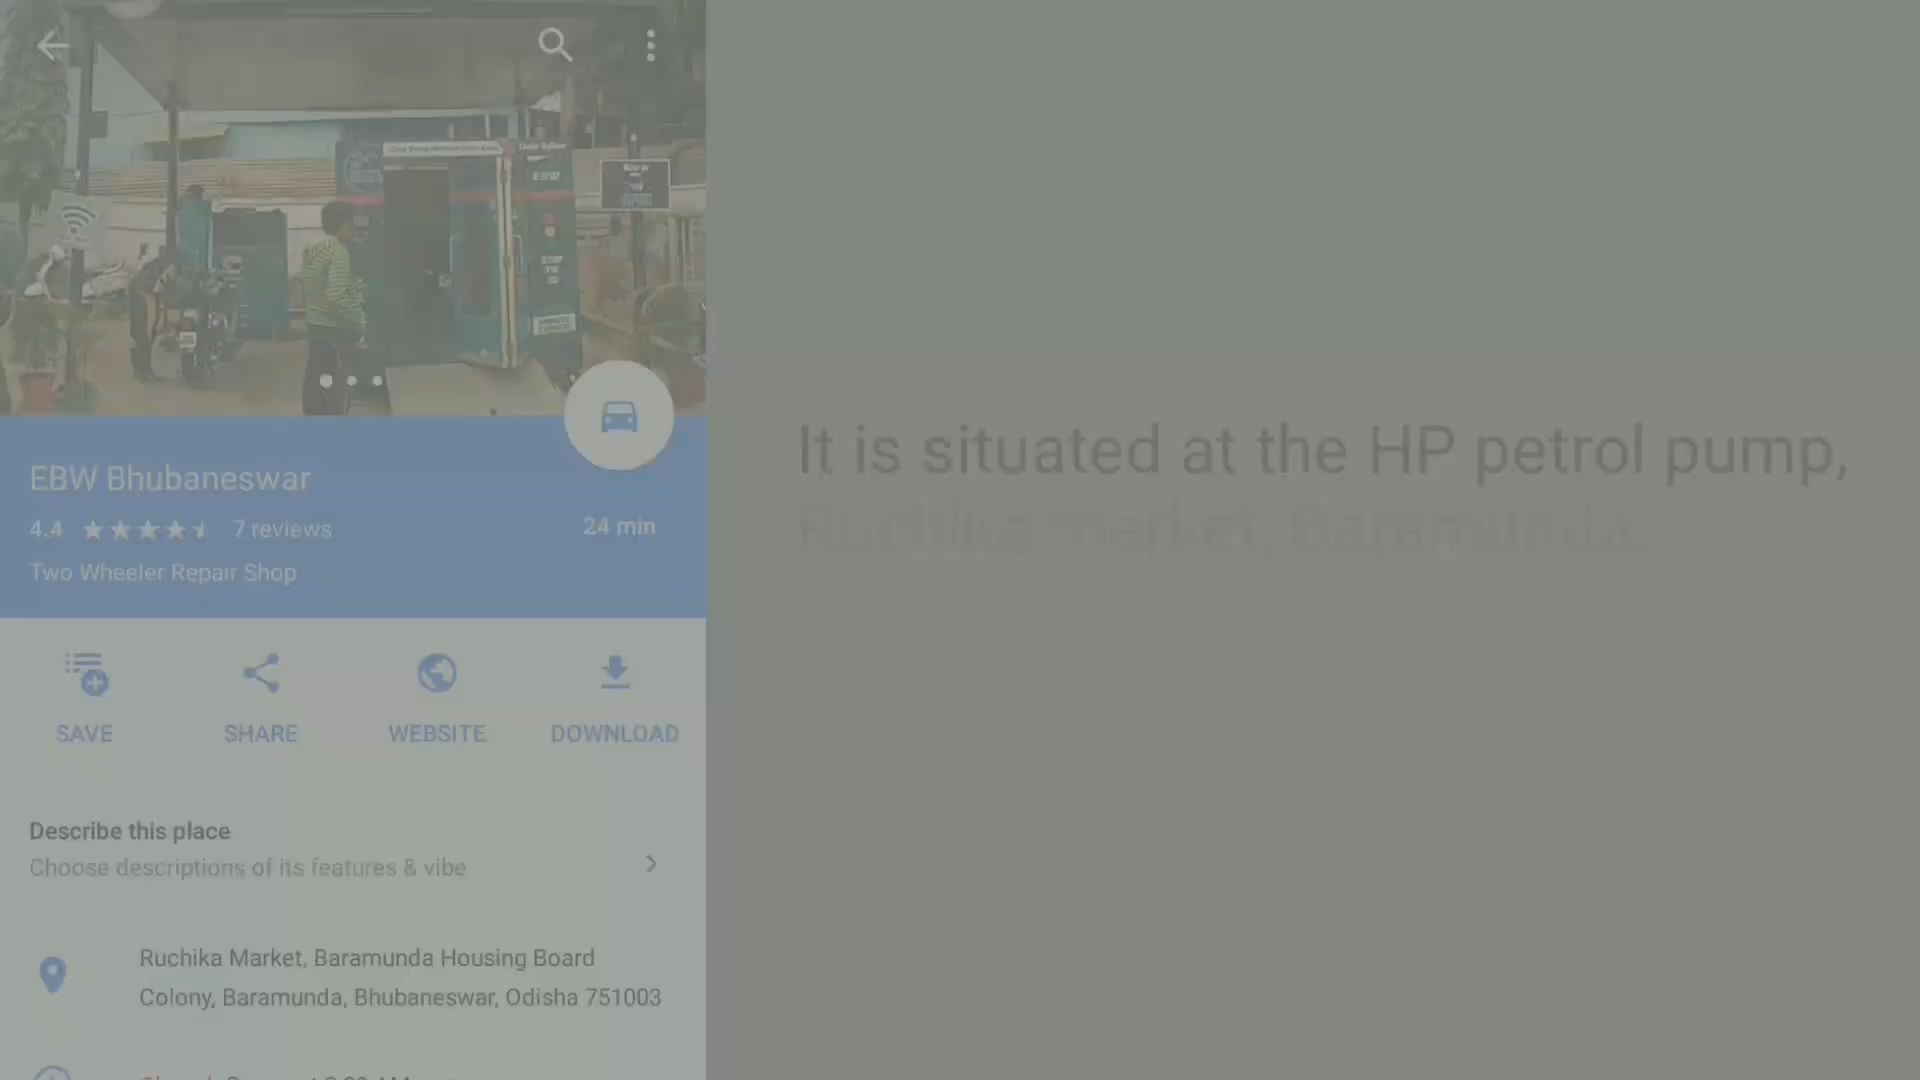 EBW Bhubaneswar
4.4 7 reviews
24 min
Two Wheeler Repair Shop
SAVE SHARE WEBSITE DOWNLOAD
Describe this place
Choose descriptions of its features & vibe
Ruchika Market, Baramunda Housing Board
Colony, Baramunda, Bhubaneswar, Odisha 751003
It is situated at the HP petrol pump,
Ruchika market, Baramunda.